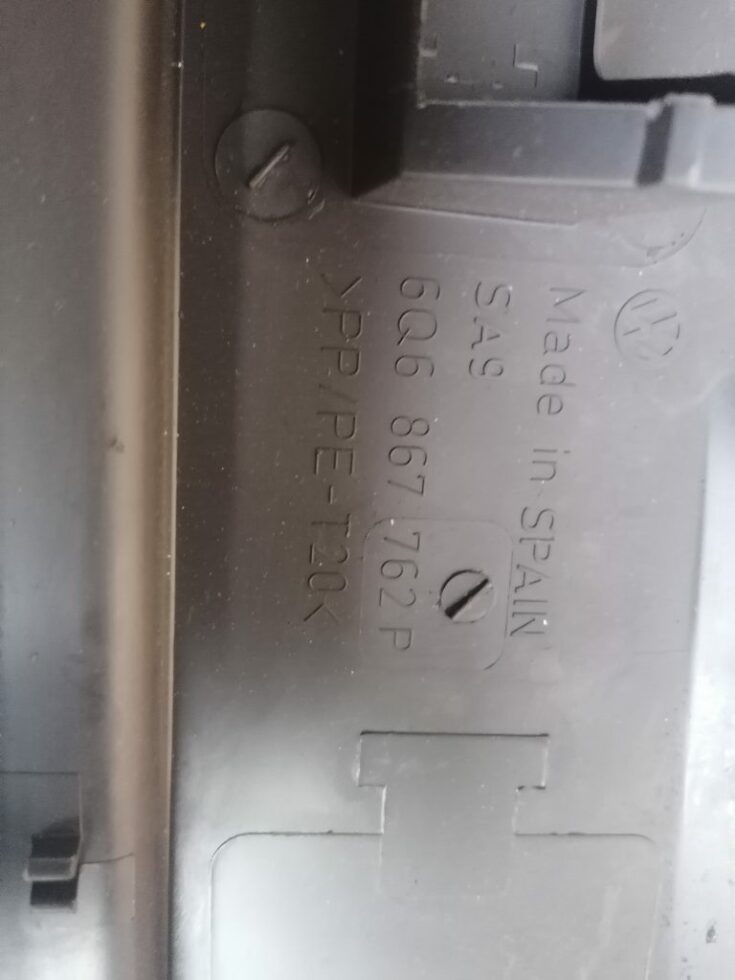 Made in SPAIN
SA9
6Q6 867 762 P
>PP/PE-T20<